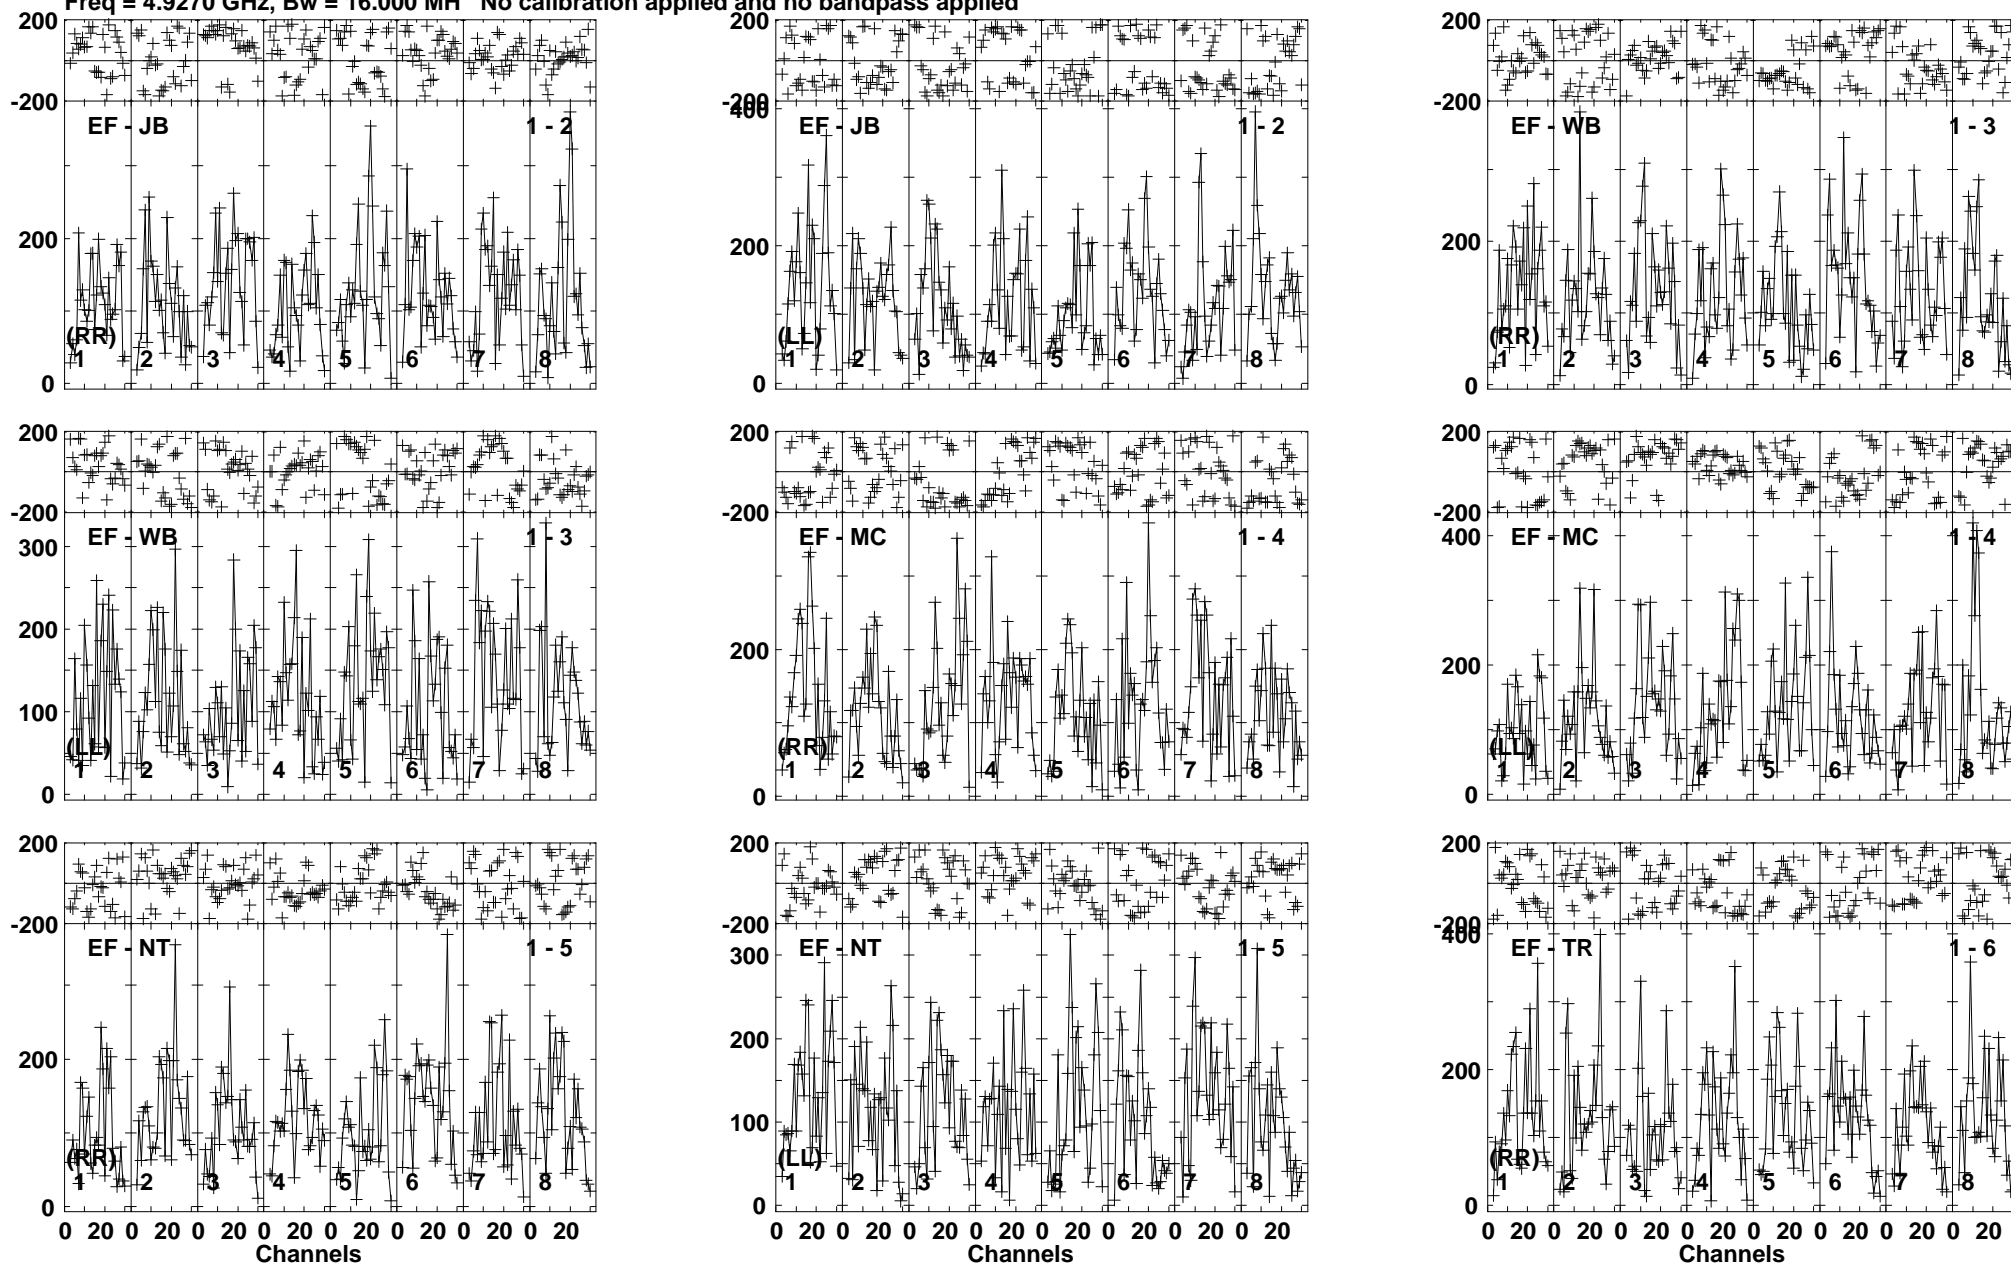 Freq = 4.9270 GHz, Bw = 16.000 MH No calibration applied and no bandpass applied
200 200 200
-200 -200 -200
400
EF - JB 1 - 2 EF - JB 1 - 2 EF - WB 1 - 3
200 200 200
(RR) (LL) (RR)
1 2 3 4 5 6 7 8 1 2 3 4 5 6 7 8 1 2 3 4 5 6 7 8
0 0 0
200 200 200
-200 -200 -200
EF - WB 1 - 3 EF - MC 1 - 4 EF - MC 1 - 4
300 400
200 200 200
100
(LL) (RR) (LL)
1 2 3 4 5 6 7 8 1 2 3 4 5 6 7 8 1 2 3 4 5 6 7 8
0 0 0
200 200 200
-200 -200 -200
400
EF - NT 1 - 5 EF - NT 1 - 5 EF - TR 1 - 6
300
200 200 200
100
(RR) (LL) (RR)
1 2 3 4 5 6 7 8 1 2 3 4 5 6 7 8 1 2 3 4 5 6 7 8
0 0 0
0 20 0 20 0 20 0 20 0 20 0 20 0 20 0 20 0 20 0 20 0 20 0 20 0 20 0 20 0 20 0 20 0 20 0 20 0 20 0 20 0 20 0 20 0 20 0 20
Channels Channels Channels